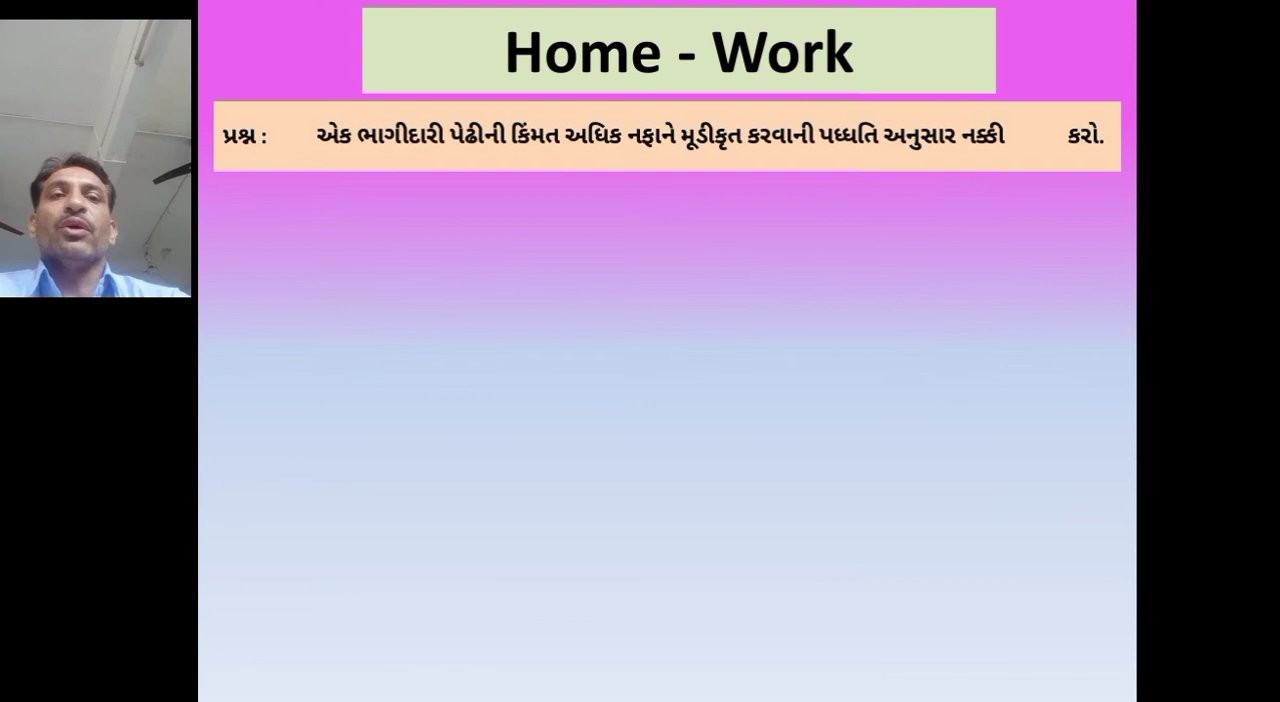 Home - Work
પ્રશ્ન : એક ભાગીદારી પેઢીની કિંમત અધિક નફાને મૂડીકૃત કરવાની પધ્ધતિ અનુસાર નક્કી કરો.